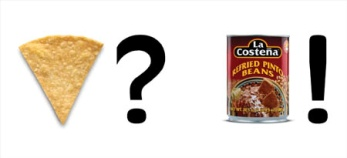 ?
La
Costeña
REFRIED PINTO
BEANS
!